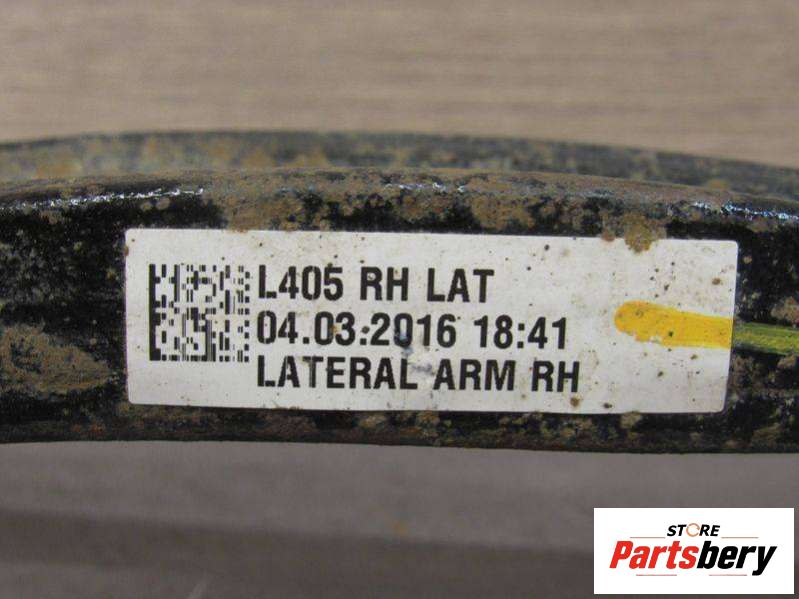 L405 RH LAT
04.03.2016 18:41
LATERAL ARM RH
STORE
Partsbery